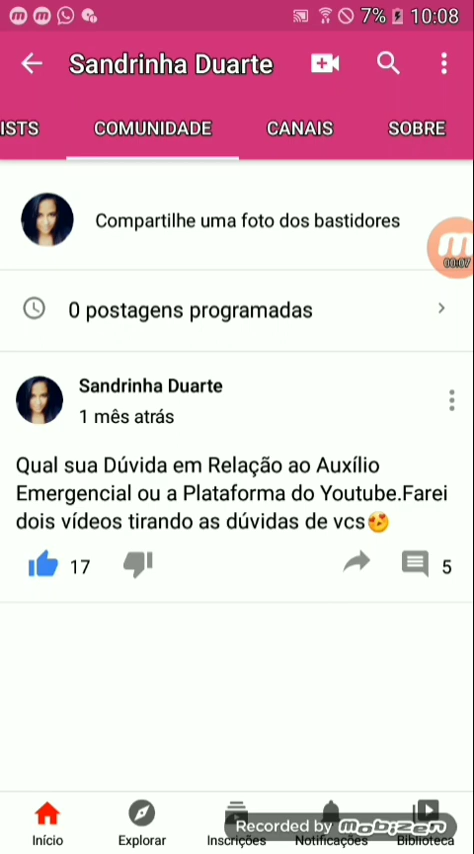 7% 10:08
Sandrinha Duarte
ISTS COMUNIDADE CANAIS SOBRE
Compartilhe uma foto dos bastidores
00:07
0 postagens programadas
Sandrinha Duarte
1 mês atrás
Qual sua Dúvida em Relação ao Auxílio
Emergencial ou a Plataforma do Youtube.Farei
dois vídeos tirando as dúvidas de vcs😍
17 5
Recorded by mobizen
Início Explorar Inscrições Notificações Biblioteca